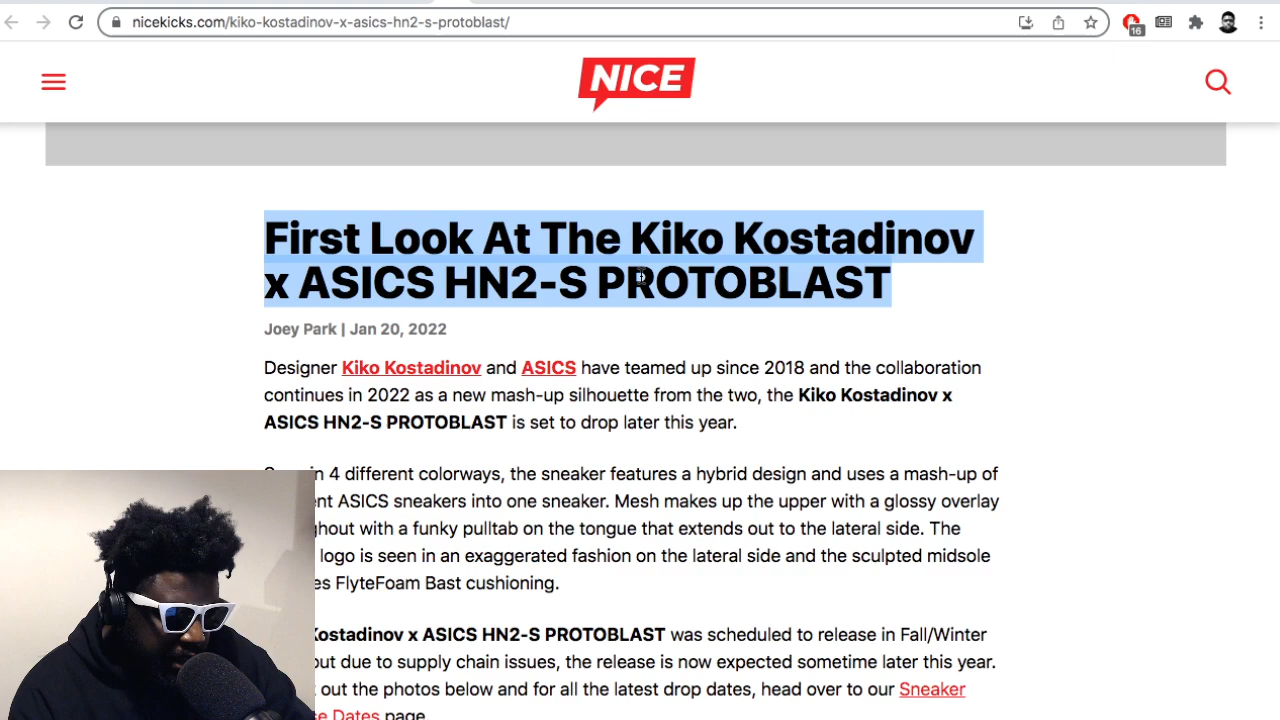 nicekicks.com/kiko-kostadinov-x-asics-hn2-s-protoblast/
16
NICE
First Look At The Kiko Kostadinov
x ASICS HN2-S PROTOBLAST
Joey Park | Jan 20, 2022
Designer Kiko Kostadinov and ASICS have teamed up since 2018 and the collaboration
continues in 2022 as a new mash-up silhouette from the two, the Kiko Kostadinov x
ASICS HN2-S PROTOBLAST is set to drop later this year.
in 4 different colorways, the sneaker features a hybrid design and uses a mash-up of
ASICS sneakers into one sneaker. Mesh makes up the upper with a glossy overlay
with a funky pulltab on the tongue that extends out to the lateral side. The
logo is seen in an exaggerated fashion on the lateral side and the sculpted midsole
FlyteFoam Bast cushioning.
Kostadinov x ASICS HN2-S PROTOBLAST was scheduled to release in Fall/Winter
but due to supply chain issues, the release is now expected sometime later this year.
out the photos below and for all the latest drop dates, head over to our Sneaker
Dates page